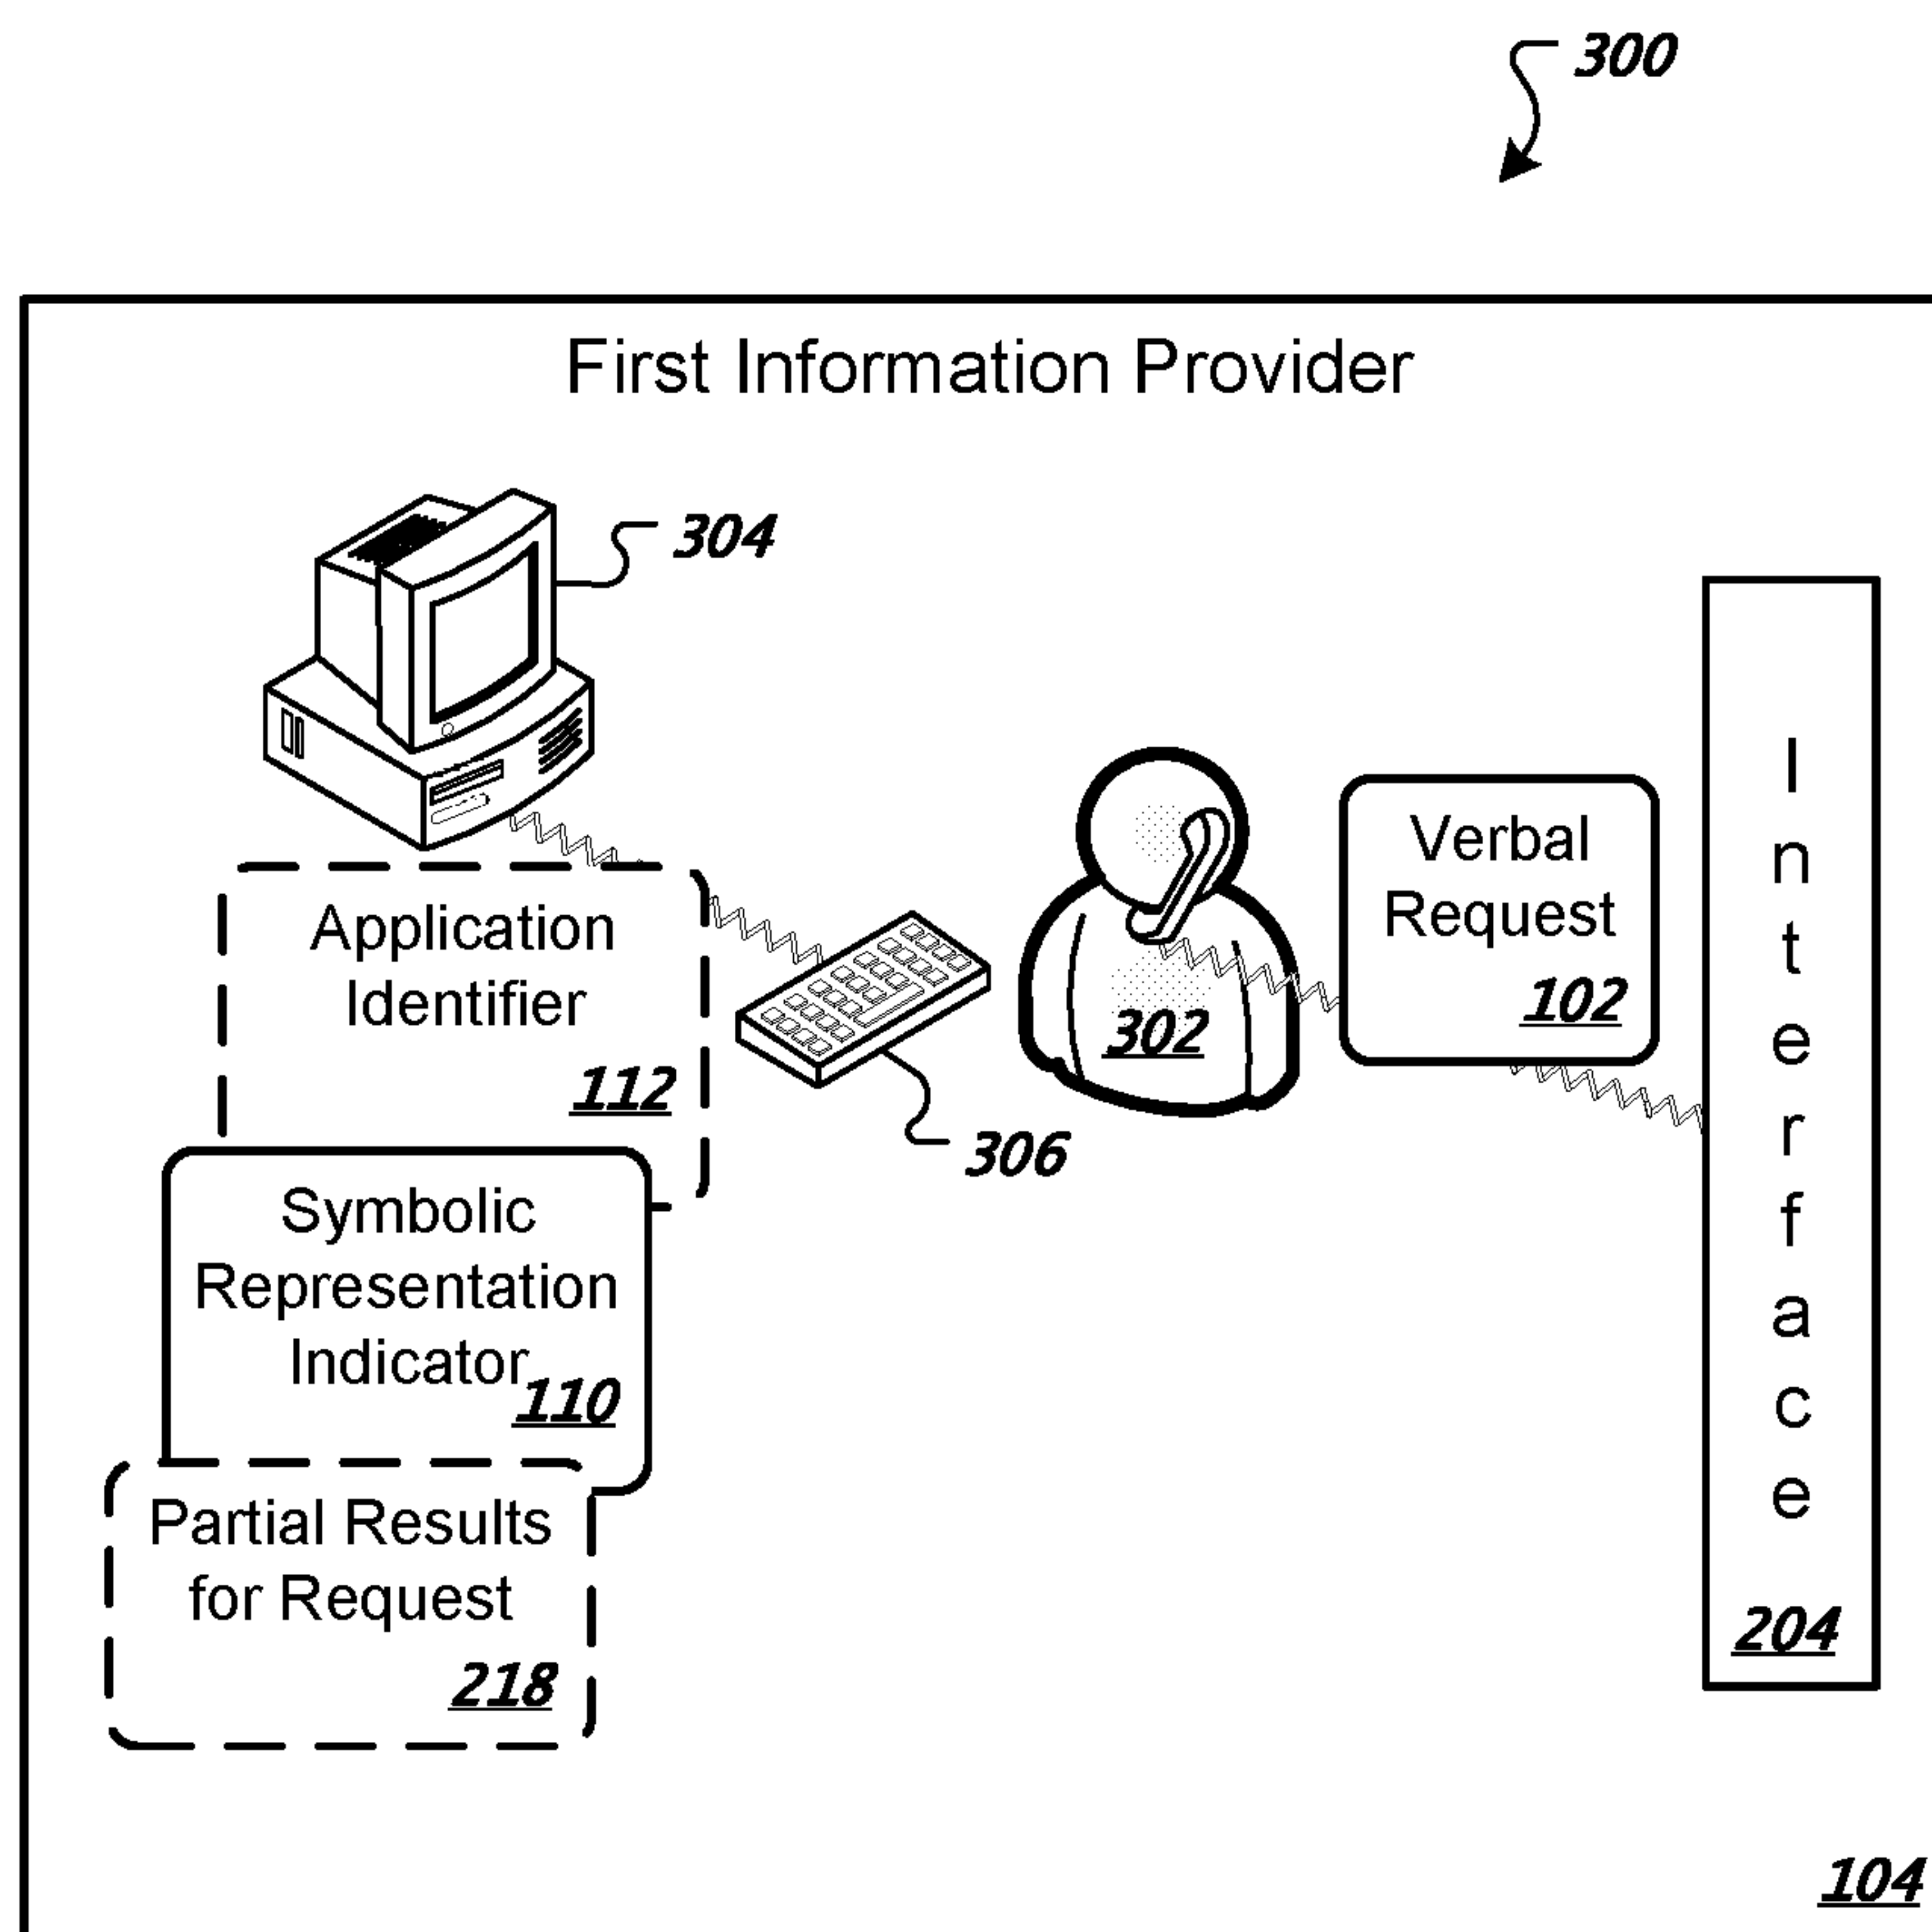 300
First Information Provider
304
Application
Identifier
112
Symbolic
Representation
Indicator
110
Partial Results
for Request
218
306
302
Verbal
Request
102
Interface
204
104